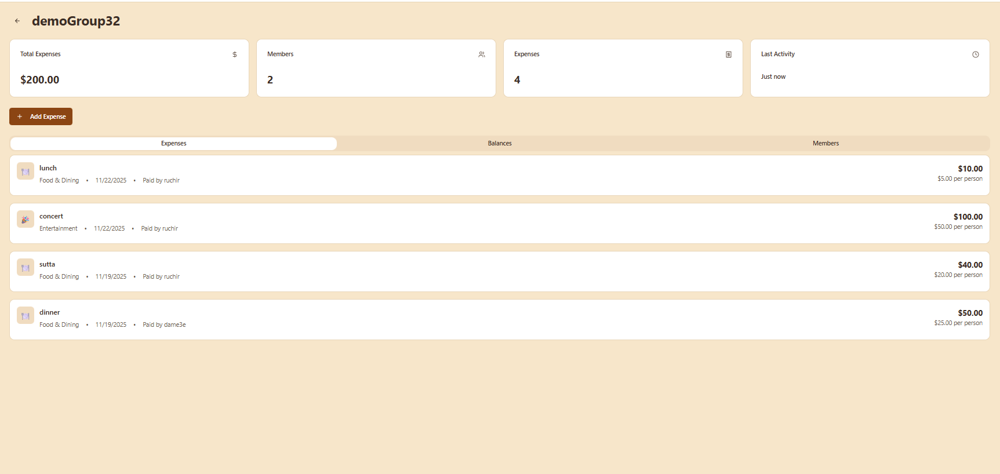 demoGroup32
Total Expenses
$200.00
Members
2
Expenses
4
Last Activity
Just now
Add Expense
Expenses
Balances
Members
lunch
Food & Dining • 11/22/2025 • Paid by ruchir
$10.00
$5.00 per person
concert
Entertainment • 11/22/2025 • Paid by ruchir
$100.00
$50.00 per person
sutta
Food & Dining • 11/19/2025 • Paid by ruchir
$40.00
$20.00 per person
dinner
Food & Dining • 11/19/2025 • Paid by dame3e
$50.00
$25.00 per person